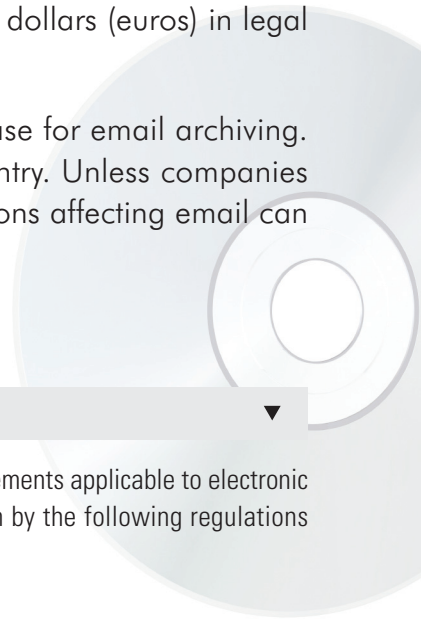 dollars (euros) in legal
use for email archiving.
ntry. Unless companies
ons affecting email can
▼
ements applicable to electronic
n by the following regulations